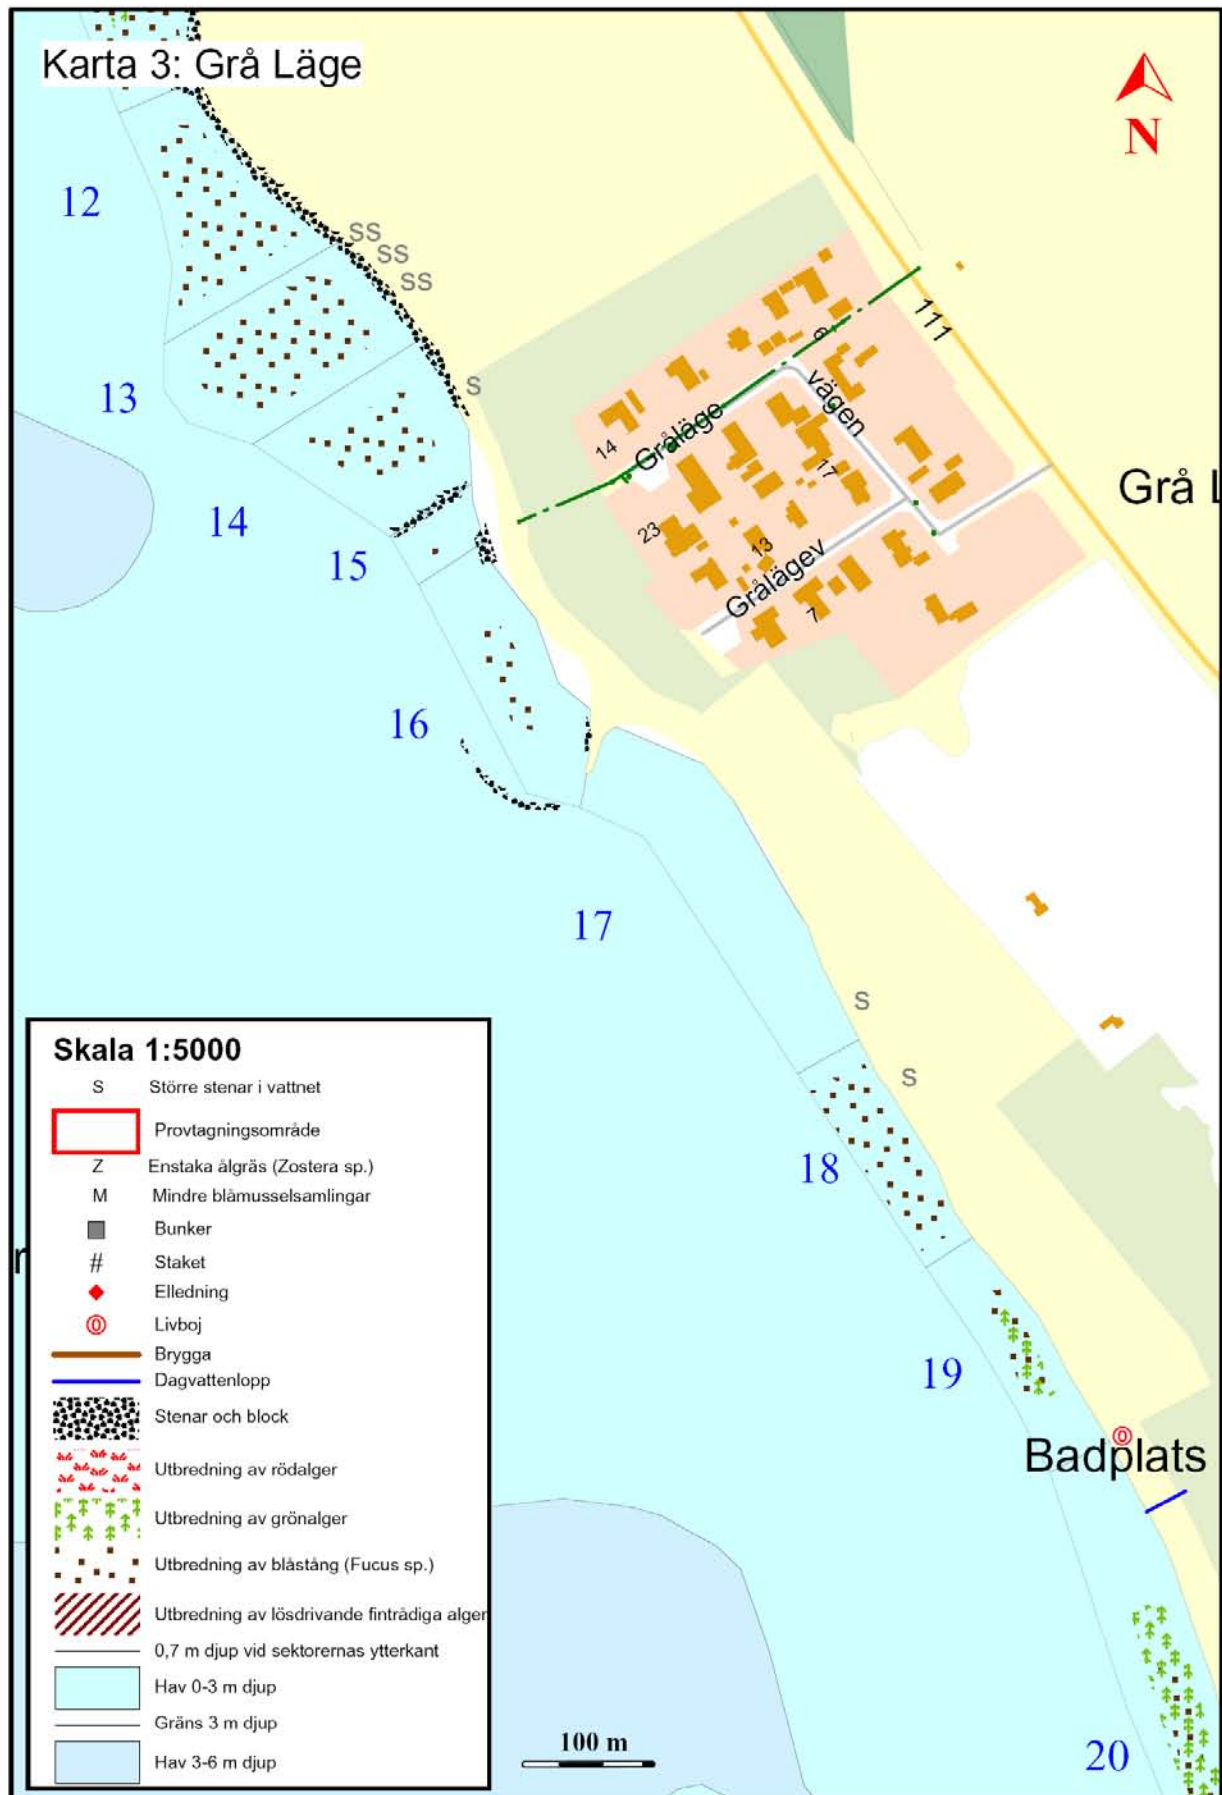 Karta 3: Grå Läge
N
12
SS
SS
SS
111
6
13
S
vägen
Gråläge
14
17
Grå L
14
23
13
15
Grålägev
7
16
17
S
S
18
19
Badplats
20
Skala 1:5000
S Större stenar i vattnet
Provtagningsområde
Z Enstaka ålgräs (Zostera sp.)
M Mindre blåmusselsamlingar
Bunker
# Staket
Elledning
Livboj
Brygga
Dagvattenlopp
Stenar och block
Utbredning av rödalger
Utbredning av grönalger
Utbredning av blåstång (Fucus sp.)
Utbredning av lösdrivande fintrådiga alger
0,7 m djup vid sektorernas ytterkant
Hav 0-3 m djup
Gräns 3 m djup
Hav 3-6 m djup
100 m